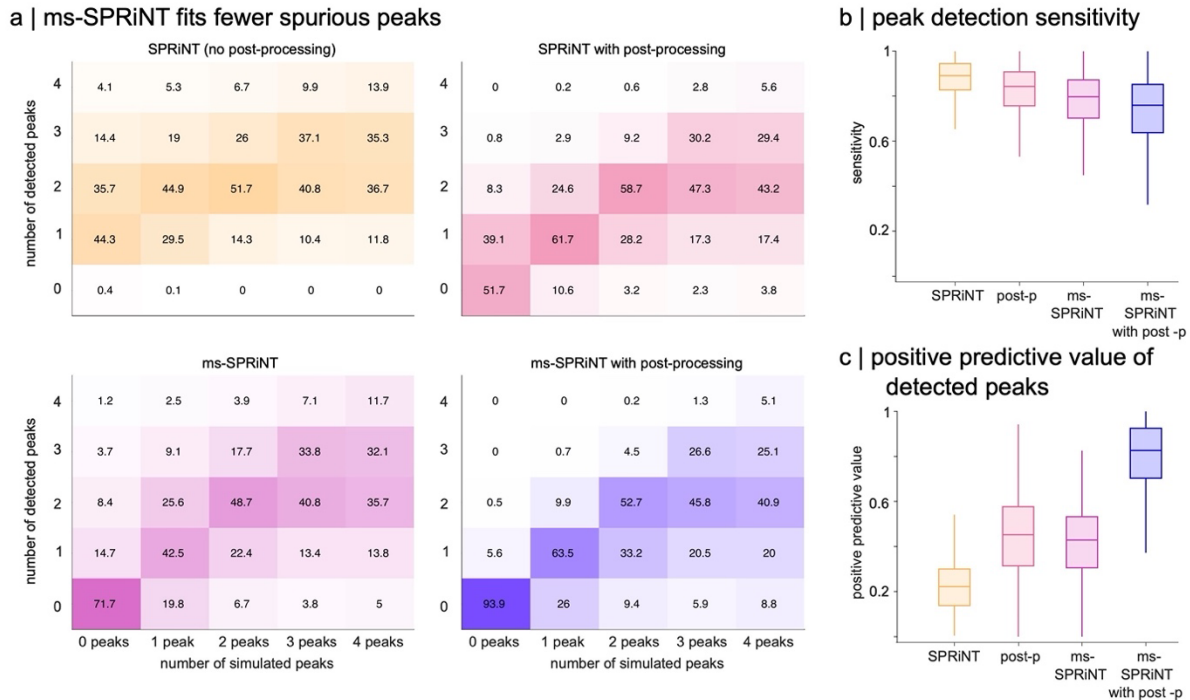 a | ms-SPRiNT fits fewer spurious peaks
SPRiNT (no post-processing)
number of detected peaks
4 4.1 5.3 6.7 9.9 13.9
3 14.4 19 26 37.1 35.3
2 35.7 44.9 51.7 40.8 36.7
1 44.3 29.5 14.3 10.4 11.8
0 0.4 0.1 0 0 0
SPRiNT with post-processing
4 0 0.2 0.6 2.8 5.6
3 0.8 2.9 9.2 30.2 29.4
2 8.3 24.6 58.7 47.3 43.2
1 39.1 61.7 28.2 17.3 17.4
0 51.7 10.6 3.2 2.3 3.8
ms-SPRiNT
number of detected peaks
4 1.2 2.5 3.9 7.1 11.7
3 3.7 9.1 17.7 33.8 32.1
2 8.4 25.6 48.7 40.8 35.7
1 14.7 42.5 22.4 13.4 13.8
0 71.7 19.8 6.7 3.8 5
0 peaks 1 peak 2 peaks 3 peaks 4 peaks
number of simulated peaks
ms-SPRiNT with post-processing
4 0 0 0.2 1.3 5.1
3 0 0.7 4.5 26.6 25.1
2 0.5 9.9 52.7 45.8 40.9
1 5.6 63.5 33.2 20.5 20
0 93.9 26 9.4 5.9 8.8
0 peaks 1 peak 2 peaks 3 peaks 4 peaks
number of simulated peaks
b | peak detection sensitivity
sensitivity
1
0.6
0.2
SPRiNT post-p ms- ms-
SPRiNT SPRiNT
with post -p
c | positive predictive value of
detected peaks
positive predictive value
1
0.6
0.2
SPRiNT post-p ms- ms-
SPRiNT SPRiNT
with post -p